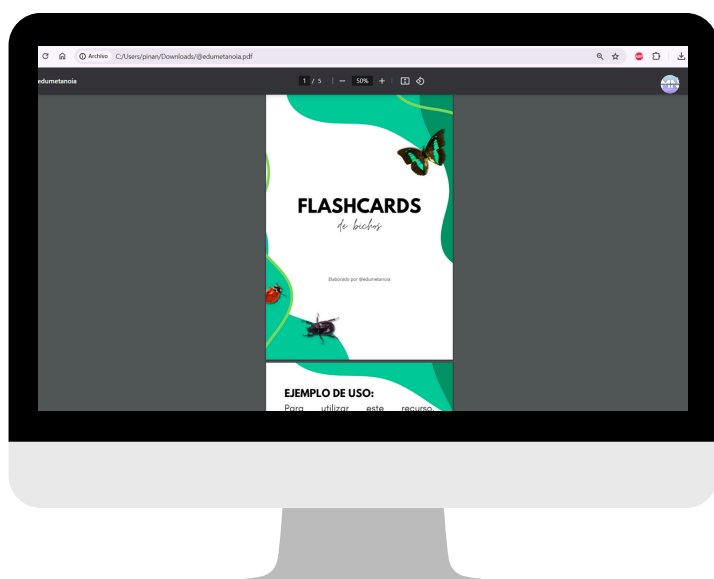 Archivo C:/Users/pinan/Downloads/@edumetanoia.pdf
edumetanoia 1 / 5 50%
FLASHCARDS
de bichos
Elaborado por @edumetanoia
EJEMPLO DE USO:
Para utilizar este recurso,